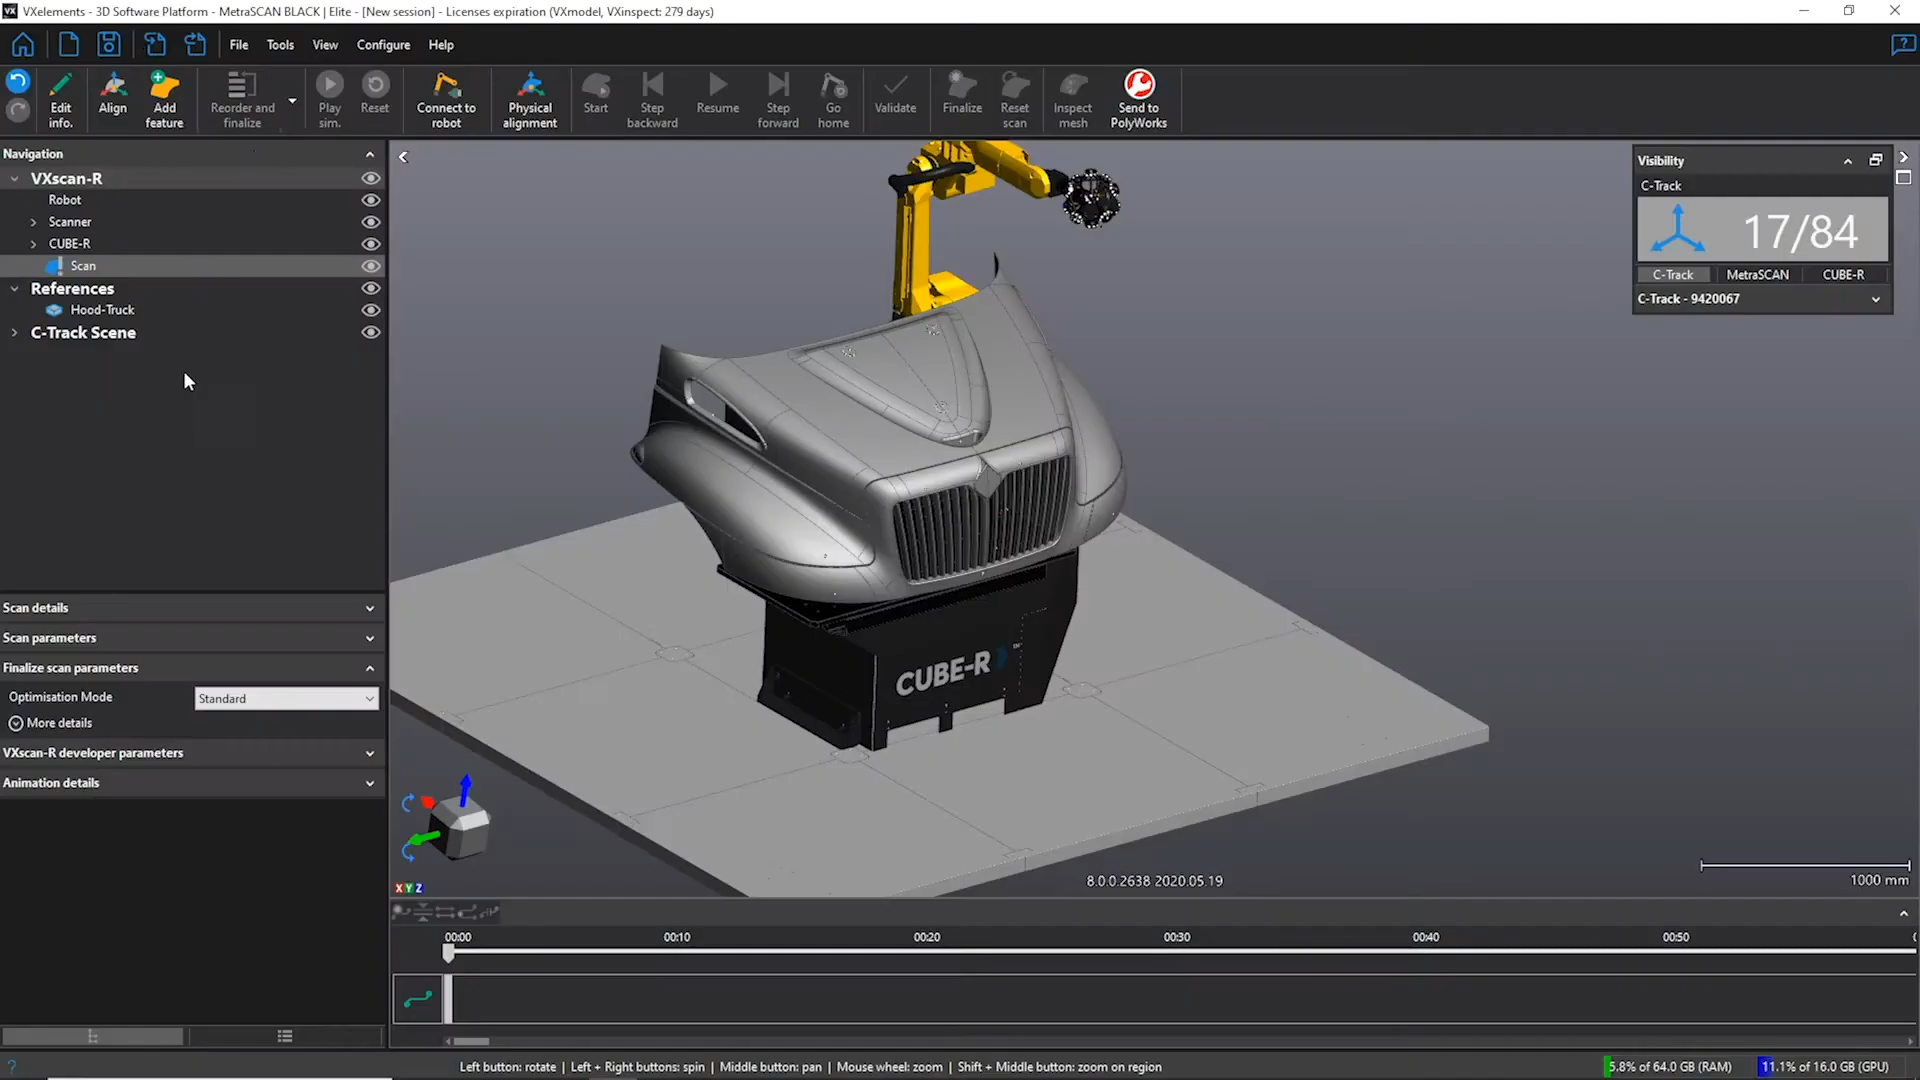 VXelements - 3D Software Platform - MetraSCAN BLACK | Elite - [New session] - Licenses expiration (VXmodel, VXinspect: 279 days)
File Tools View Configure Help
Edit info.
Align
Add feature
Reorder and finalize
Play sim.
Reset
Connect to robot
Physical alignment
Start
Step backward
Resume
Step forward
Go home
Validate
Finalize
Reset scan
Inspect mesh
Send to PolyWorks
Navigation
VXscan-R
Robot
Scanner
CUBE-R
Scan
References
Hood-Truck
C-Track Scene
Scan details
Scan parameters
Finalize scan parameters
Optimisation Mode Standard
More details
VXscan-R developer parameters
Animation details
Visibility
C-Track
17/84
C-Track MetraSCAN CUBE-R
C-Track - 9420067
CUBE-R
X Y Z
8.0.0.2638 2020.05.19
1000 mm
00:00 00:10 00:20 00:30 00:40 00:50
Left button: rotate | Left + Right buttons: spin | Middle button: pan | Mouse wheel: zoom | Shift + Middle button: zoom on region
5.8% of 64.0 GB (RAM) 11.1% of 16.0 GB (GPU)